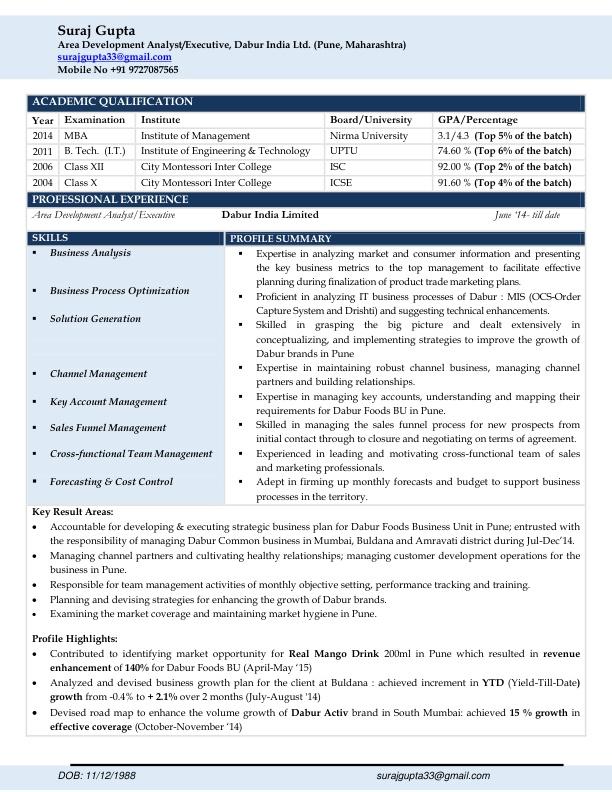 Suraj Gupta
Area Development Analyst/Executive, Dabur India Ltd. (Pune, Maharashtra)
surajgupta33@gmail.com
Mobile No +91 9727087565
ACADEMIC QUALIFICATION
Year Examination Institute Board/University GPA/Percentage
2014 MBA Institute of Management Nirma University 3.1/4.3 (Top 5% of the batch)
2011 B. Tech. (I.T.) Institute of Engineering & Technology UPTU 74.60 % (Top 6% of the batch)
2006 Class XII City Montessori Inter College ISC 92.00 % (Top 2% of the batch)
2004 Class X City Montessori Inter College ICSE 91.60 % (Top 4% of the batch)
PROFESSIONAL EXPERIENCE
Area Development Analyst/Executive Dabur India Limited June '14- till date
SKILLS
▪ Business Analysis
▪ Business Process Optimization
▪ Solution Generation
▪ Channel Management
▪ Key Account Management
▪ Sales Funnel Management
▪ Cross-functional Team Management
▪ Forecasting & Cost Control
PROFILE SUMMARY
▪ Expertise in analyzing market and consumer information and presenting
the key business metrics to the top management to facilitate effective
planning during finalization of product trade marketing plans.
▪ Proficient in analyzing IT business processes of Dabur : MIS (OCS-Order
Capture System and Drishti) and suggesting technical enhancements.
▪ Skilled in grasping the big picture and dealt extensively in
conceptualizing, and implementing strategies to improve the growth of
Dabur brands in Pune
▪ Expertise in maintaining robust channel business, managing channel
partners and building relationships.
▪ Expertise in managing key accounts, understanding and mapping their
requirements for Dabur Foods BU in Pune.
▪ Skilled in managing the sales funnel process for new prospects from
initial contact through to closure and negotiating on terms of agreement.
▪ Experienced in leading and motivating cross-functional team of sales
and marketing professionals.
▪ Adept in firming up monthly forecasts and budget to support business
processes in the territory.
Key Result Areas:
• Accountable for developing & executing strategic business plan for Dabur Foods Business Unit in Pune; entrusted with
the responsibility of managing Dabur Common business in Mumbai, Buldana and Amravati district during Jul-Dec'14.
• Managing channel partners and cultivating healthy relationships; managing customer development operations for the
business in Pune.
• Responsible for team management activities of monthly objective setting, performance tracking and training.
• Planning and devising strategies for enhancing the growth of Dabur brands.
• Examining the market coverage and maintaining market hygiene in Pune.
Profile Highlights:
• Contributed to identifying market opportunity for Real Mango Drink 200ml in Pune which resulted in revenue
enhancement of 140% for Dabur Foods BU (April-May '15)
• Analyzed and devised business growth plan for the client at Buldana : achieved increment in YTD (Yield-Till-Date)
growth from -0.4% to + 2.1% over 2 months (July-August '14)
• Devised road map to enhance the volume growth of Dabur Activ brand in South Mumbai: achieved 15 % growth in
effective coverage (October-November '14)
DOB: 11/12/1988 surajgupta33@gmail.com